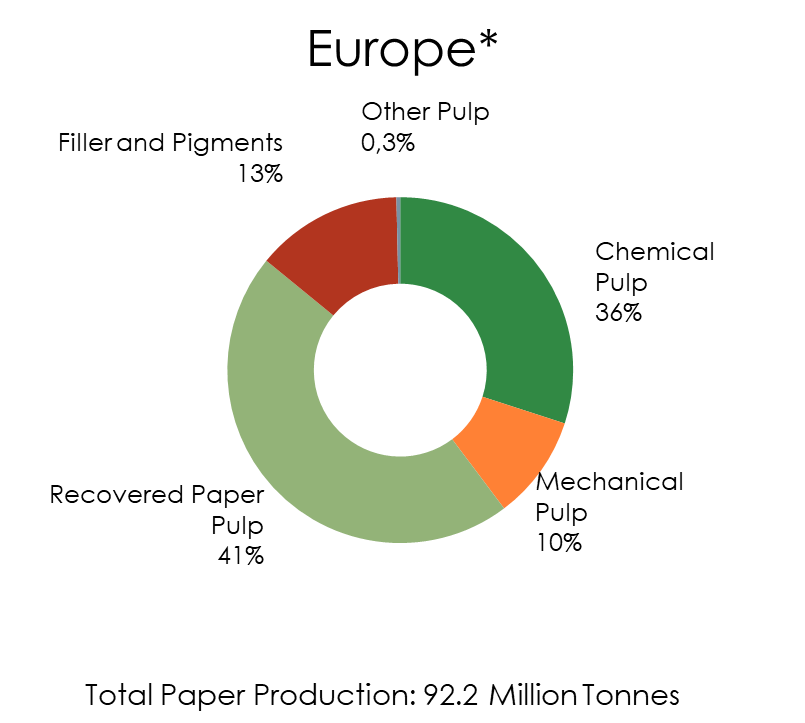 Europe*
Other Pulp
0,3%
Filler and Pigments
13%
Chemical
Pulp
36%
Mechanical
Pulp
10%
Recovered Paper
Pulp
41%
Total Paper Production: 92.2 Million Tonnes